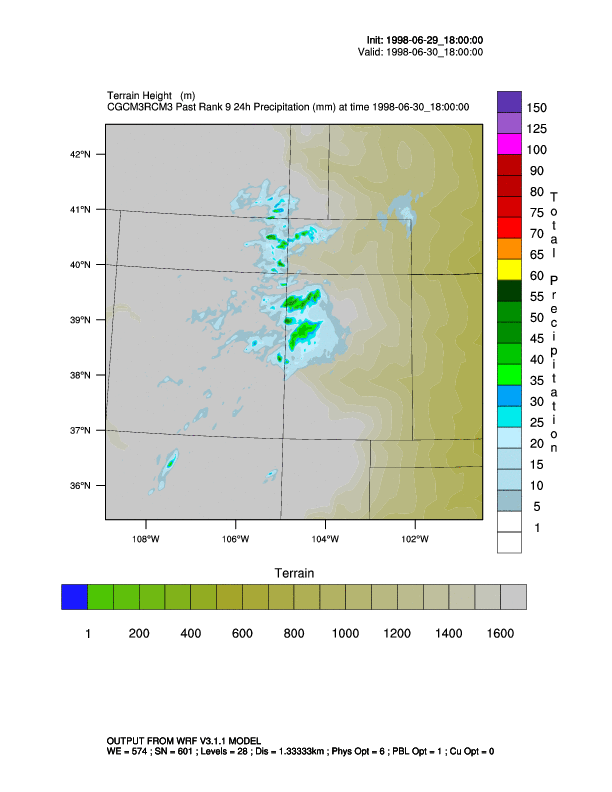 Init: 1998-06-29_18:00:00
Valid: 1998-06-30_18:00:00
Terrain Height (m)
CGCM3RCM3 Past Rank 9 24h Precipitation (mm) at time 1998-06-30_18:00:00
42°N
41°N
40°N
39°N
38°N
37°N
36°N
108°W 106°W 104°W 102°W
150
125
100
90
80
75
70
65
60
55
50
45
40
35
30
25
20
15
10
5
1
Total Precipitation
Terrain
1 200 400 600 800 1000 1200 1400 1600
OUTPUT FROM WRF V3.1.1 MODEL
WE = 574 ; SN = 601 ; Levels = 28 ; Dis = 1.33333km ; Phys Opt = 6 ; PBL Opt = 1 ; Cu Opt = 0